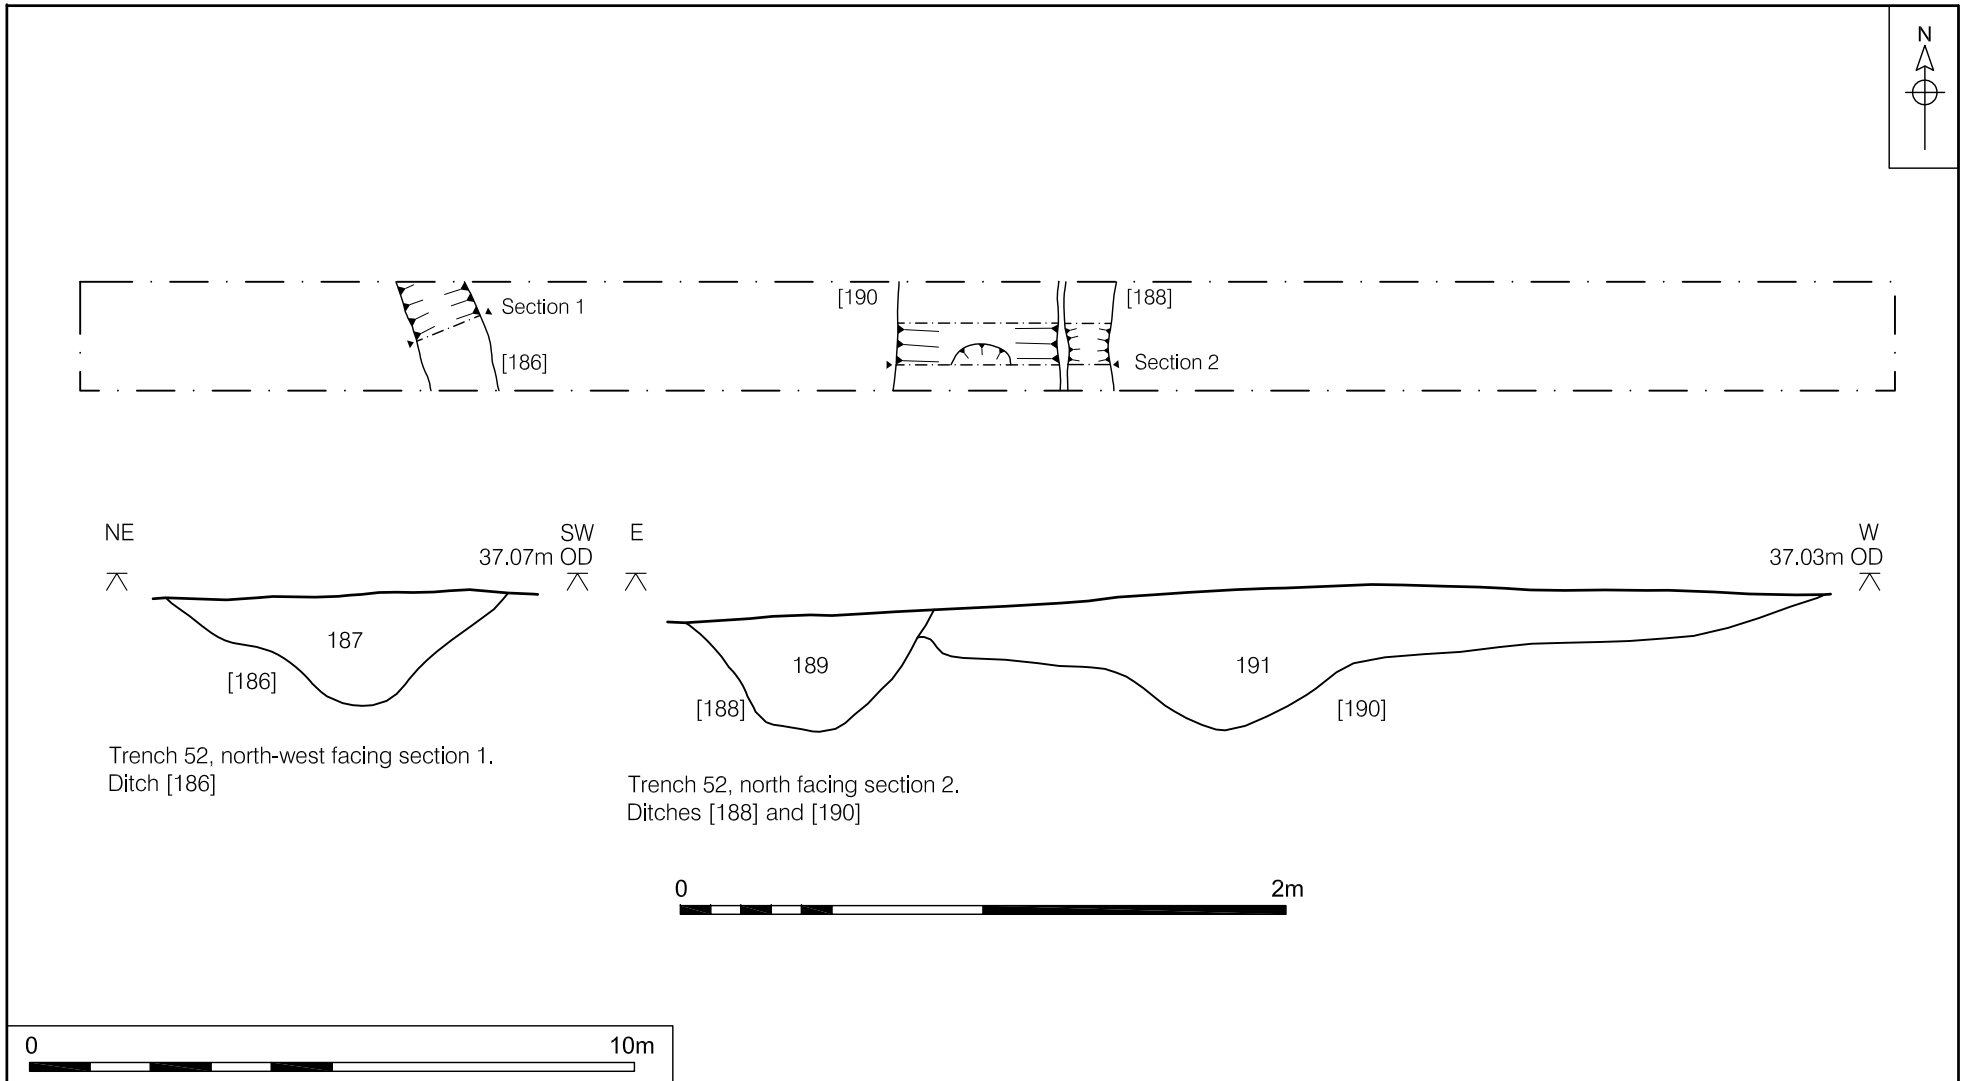 N
[190
[188]
Section 1
[186]
Section 2
NE
SW
37.07m OD
E
W
37.03m OD
187
[186]
189
[188]
191
[190]
Trench 52, north-west facing section 1.
Ditch [186]
Trench 52, north facing section 2.
Ditches [188] and [190]
0
2m
0
10m